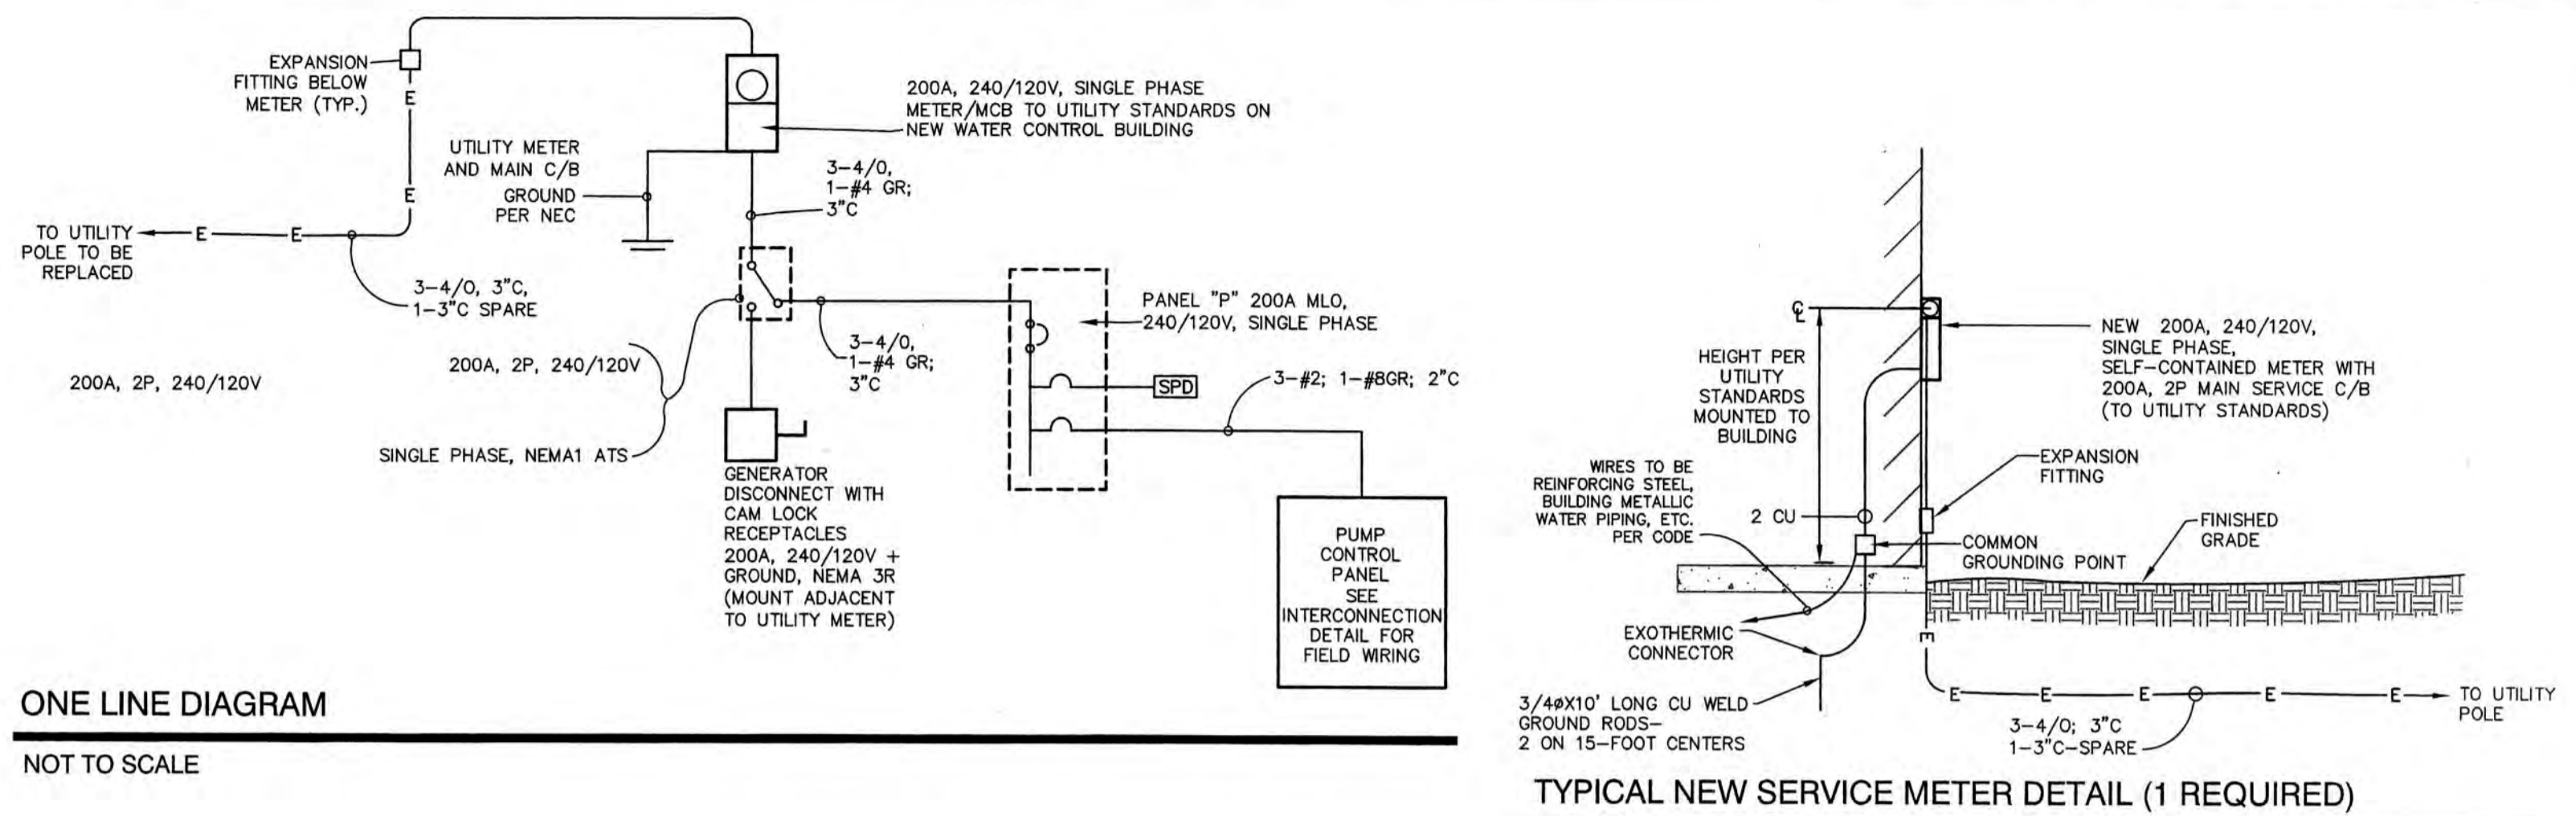 EXPANSION
FITTING BELOW
METER (TYP.)
E
E
UTILITY METER
AND MAIN C/B
GROUND
PER NEC
TO UTILITY
POLE TO BE
REPLACED
E
E
3-4/0, 3"C,
1-3"C SPARE
200A, 2P, 240/120V
200A, 240/120V, SINGLE PHASE
METER/MCB TO UTILITY STANDARDS ON
NEW WATER CONTROL BUILDING
3-4/0,
1-#4 GR;
3"C
200A, 2P, 240/120V
SINGLE PHASE, NEMA1 ATS
3-4/0,
1-#4 GR;
3"C
GENERATOR
DISCONNECT WITH
CAM LOCK
RECEPTACLES
200A, 240/120V +
GROUND, NEMA 3R
(MOUNT ADJACENT
TO UTILITY METER)
PANEL "P" 200A MLO,
240/120V, SINGLE PHASE
SPD
3-#2; 1-#8GR; 2"C
PUMP
CONTROL
PANEL
SEE
INTERCONNECTION
DETAIL FOR
FIELD WIRING
ONE LINE DIAGRAM
NOT TO SCALE
℄
HEIGHT PER
UTILITY
STANDARDS
MOUNTED TO
BUILDING
NEW 200A, 240/120V,
SINGLE PHASE,
SELF-CONTAINED METER WITH
200A, 2P MAIN SERVICE C/B
(TO UTILITY STANDARDS)
WIRES TO BE
REINFORCING STEEL,
BUILDING METALLIC
WATER PIPING, ETC.
PER CODE
2 CU
EXPANSION
FITTING
COMMON
GROUNDING POINT
FINISHED
GRADE
EXOTHERMIC
CONNECTOR
3/4øX10' LONG CU WELD
GROUND RODS-
2 ON 15-FOOT CENTERS
E
E
E
E
E
E
TO UTILITY
POLE
3-4/0; 3"C
1-3"C-SPARE
TYPICAL NEW SERVICE METER DETAIL (1 REQUIRED)